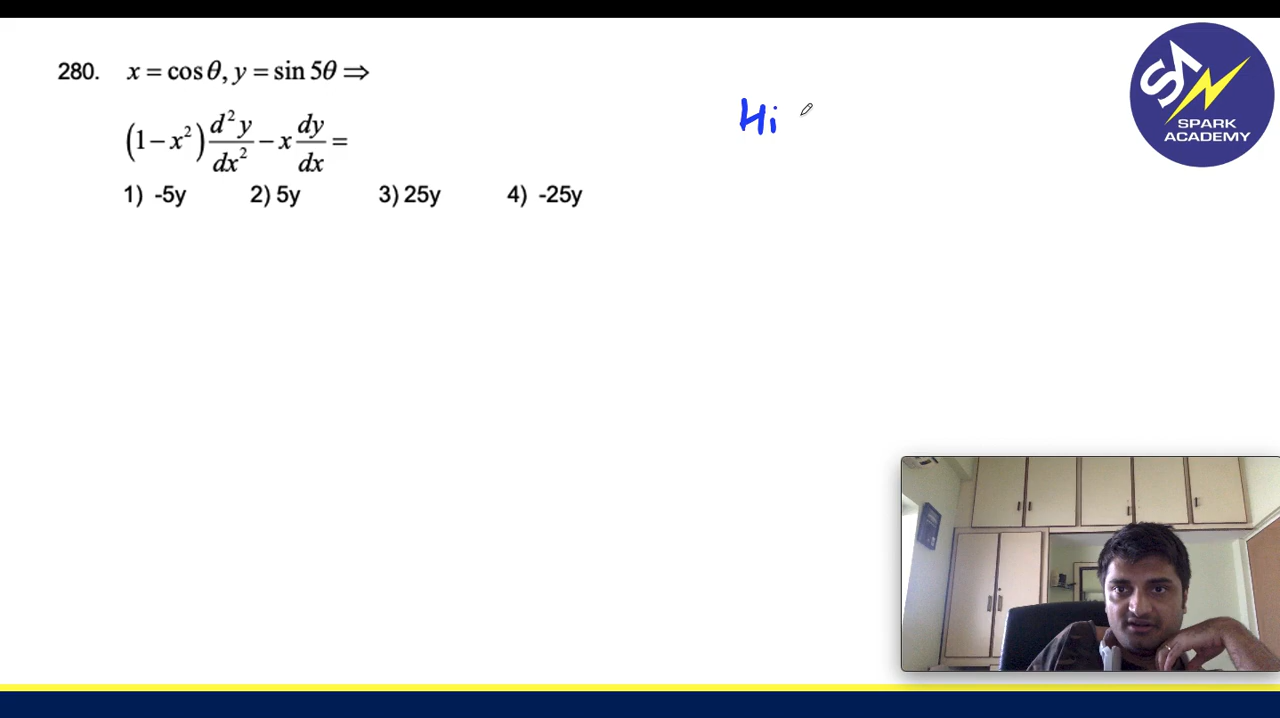 280. x = cos θ, y = sin 5θ ⇒
(1 − x²) d²y/dx² − x dy/dx =
1) -5y 2) 5y 3) 25y 4) -25y
Hi
SAN
SPARK
ACADEMY